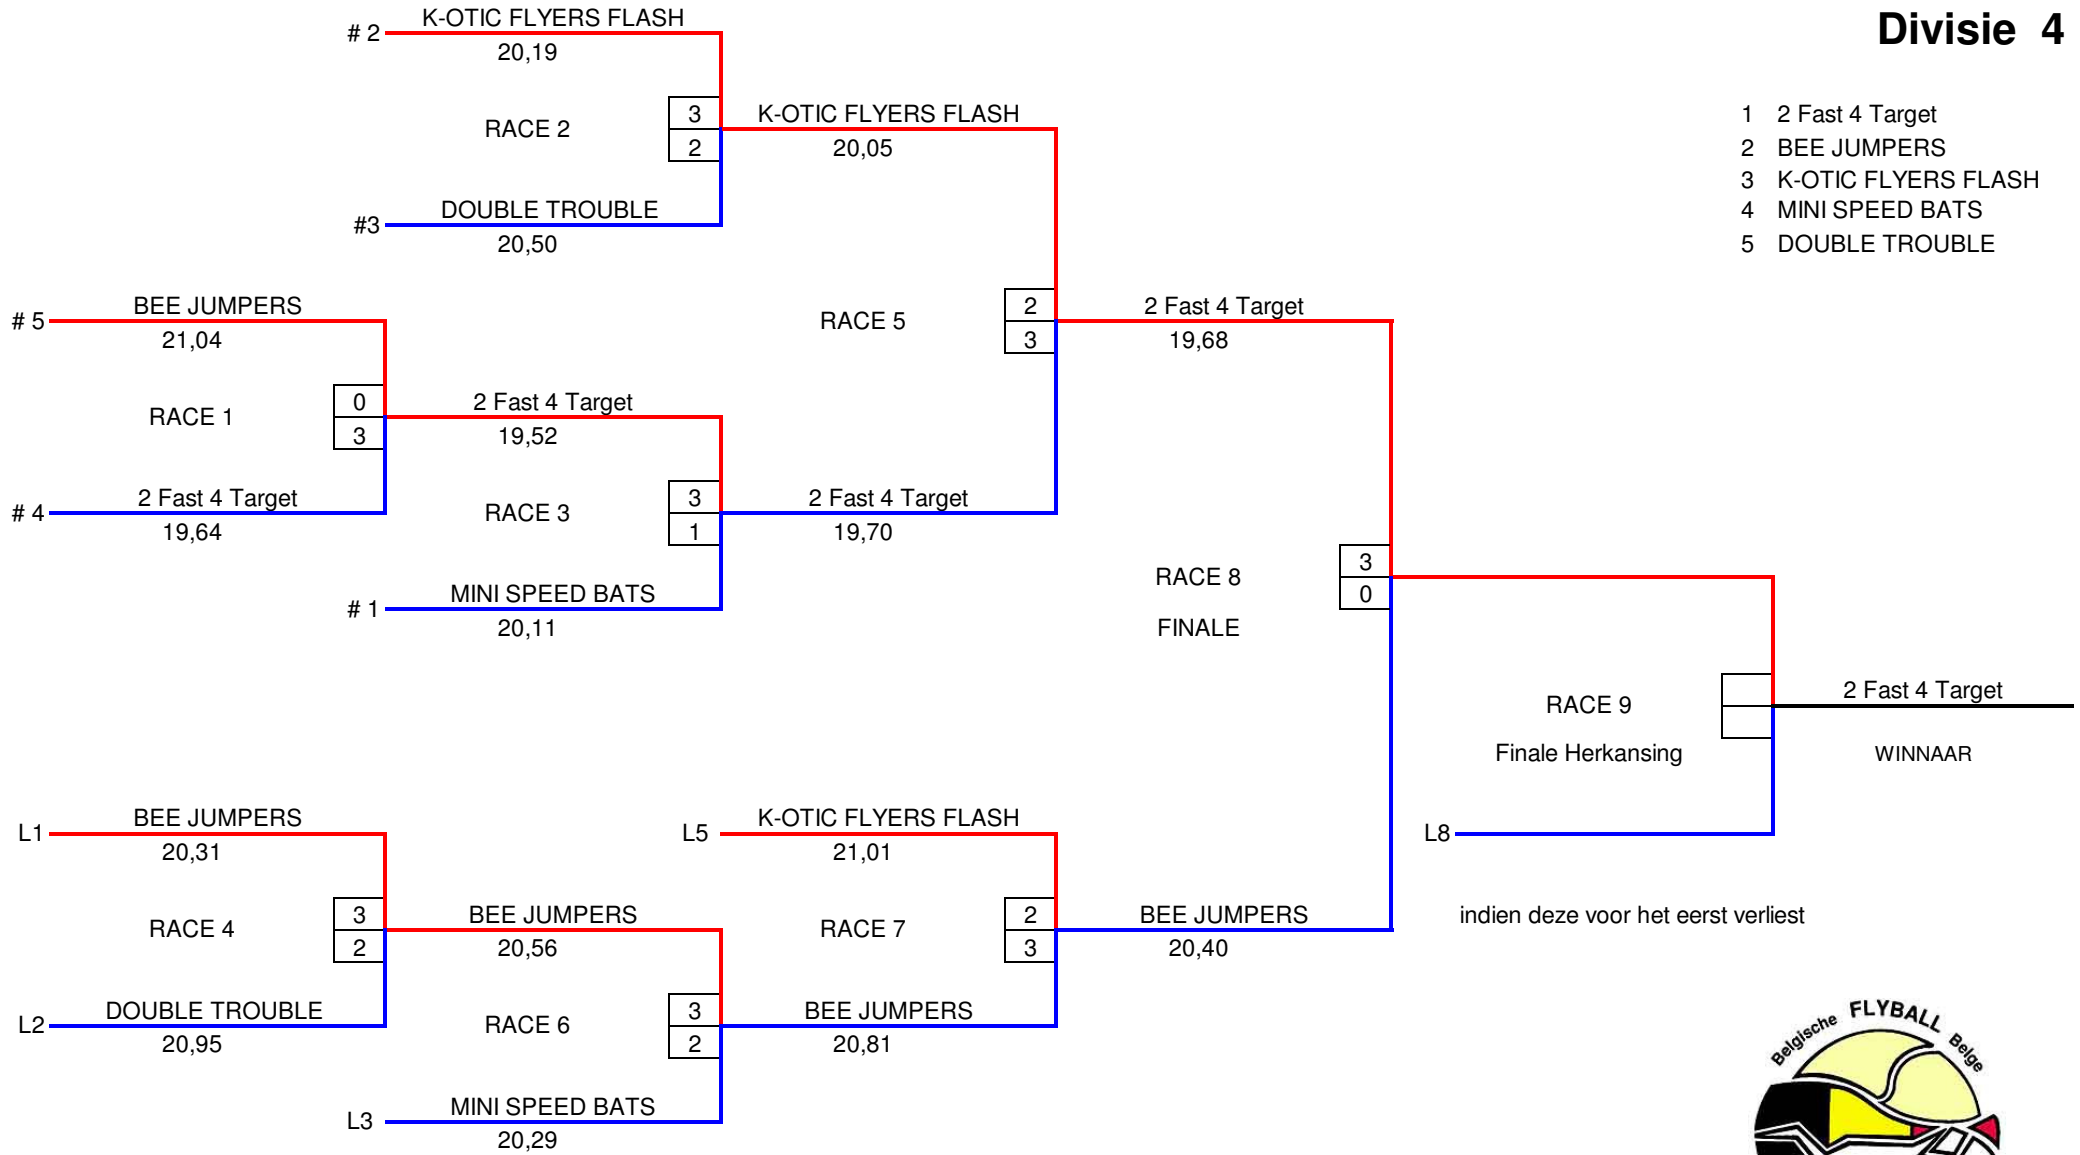 Divisie 4
K-OTIC FLYERS FLASH
# 2
20,19
RACE 2
3
2
K-OTIC FLYERS FLASH
20,05
DOUBLE TROUBLE
#3
20,50
1 2 Fast 4 Target
2 BEE JUMPERS
3 K-OTIC FLYERS FLASH
4 MINI SPEED BATS
5 DOUBLE TROUBLE
BEE JUMPERS
# 5
21,04
RACE 1
0
3
2 Fast 4 Target
# 4
19,64
2 Fast 4 Target
19,52
RACE 3
3
1
MINI SPEED BATS
# 1
20,11
RACE 5
2
3
2 Fast 4 Target
19,70
2 Fast 4 Target
19,68
RACE 8
FINALE
3
0
RACE 9
Finale Herkansing
2 Fast 4 Target
WINNAAR
L8
indien deze voor het eerst verliest
BEE JUMPERS
L1
20,31
RACE 4
3
2
DOUBLE TROUBLE
L2
20,95
BEE JUMPERS
20,56
RACE 6
3
2
MINI SPEED BATS
L3
20,29
K-OTIC FLYERS FLASH
L5
21,01
RACE 7
2
3
BEE JUMPERS
20,81
BEE JUMPERS
20,40
Belgische FLYBALL Belge